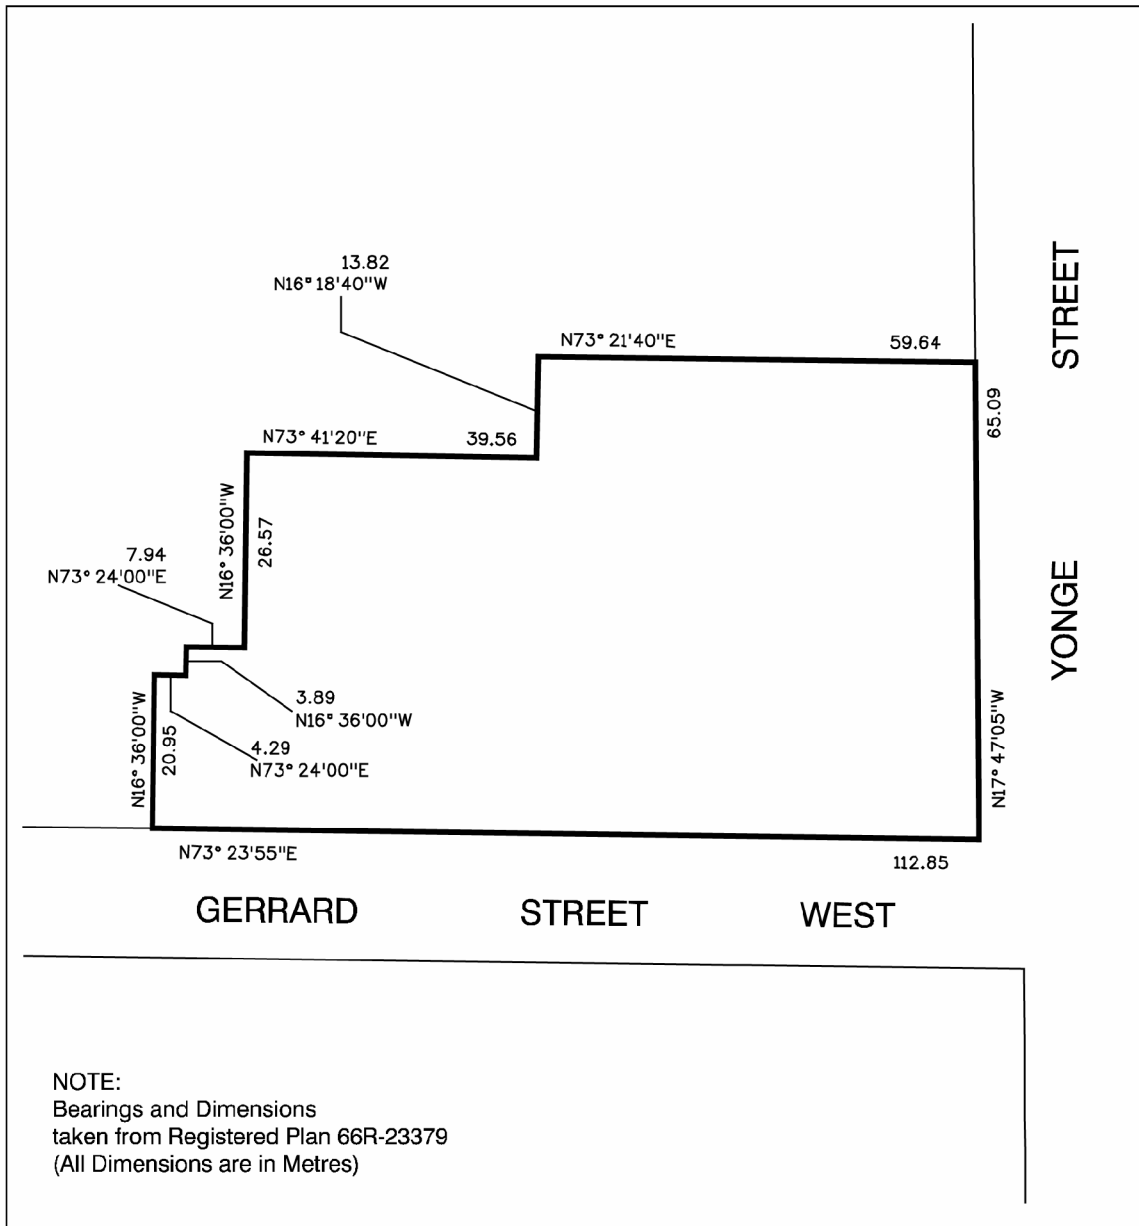 13.82
N16° 18'40"W
N73° 21'40"E
59.64
STREET
65.09
N73° 41'20"E
39.56
N16° 36'00"W
26.57
7.94
N73° 24'00"E
YONGE
3.89
N16° 36'00"W
N16° 36'00"W
20.95
4.29
N73° 24'00"E
N17° 47'05"W
N73° 23'55"E
112.85
GERRARD STREET WEST
NOTE:
Bearings and Dimensions
taken from Registered Plan 66R-23379
(All Dimensions are in Metres)